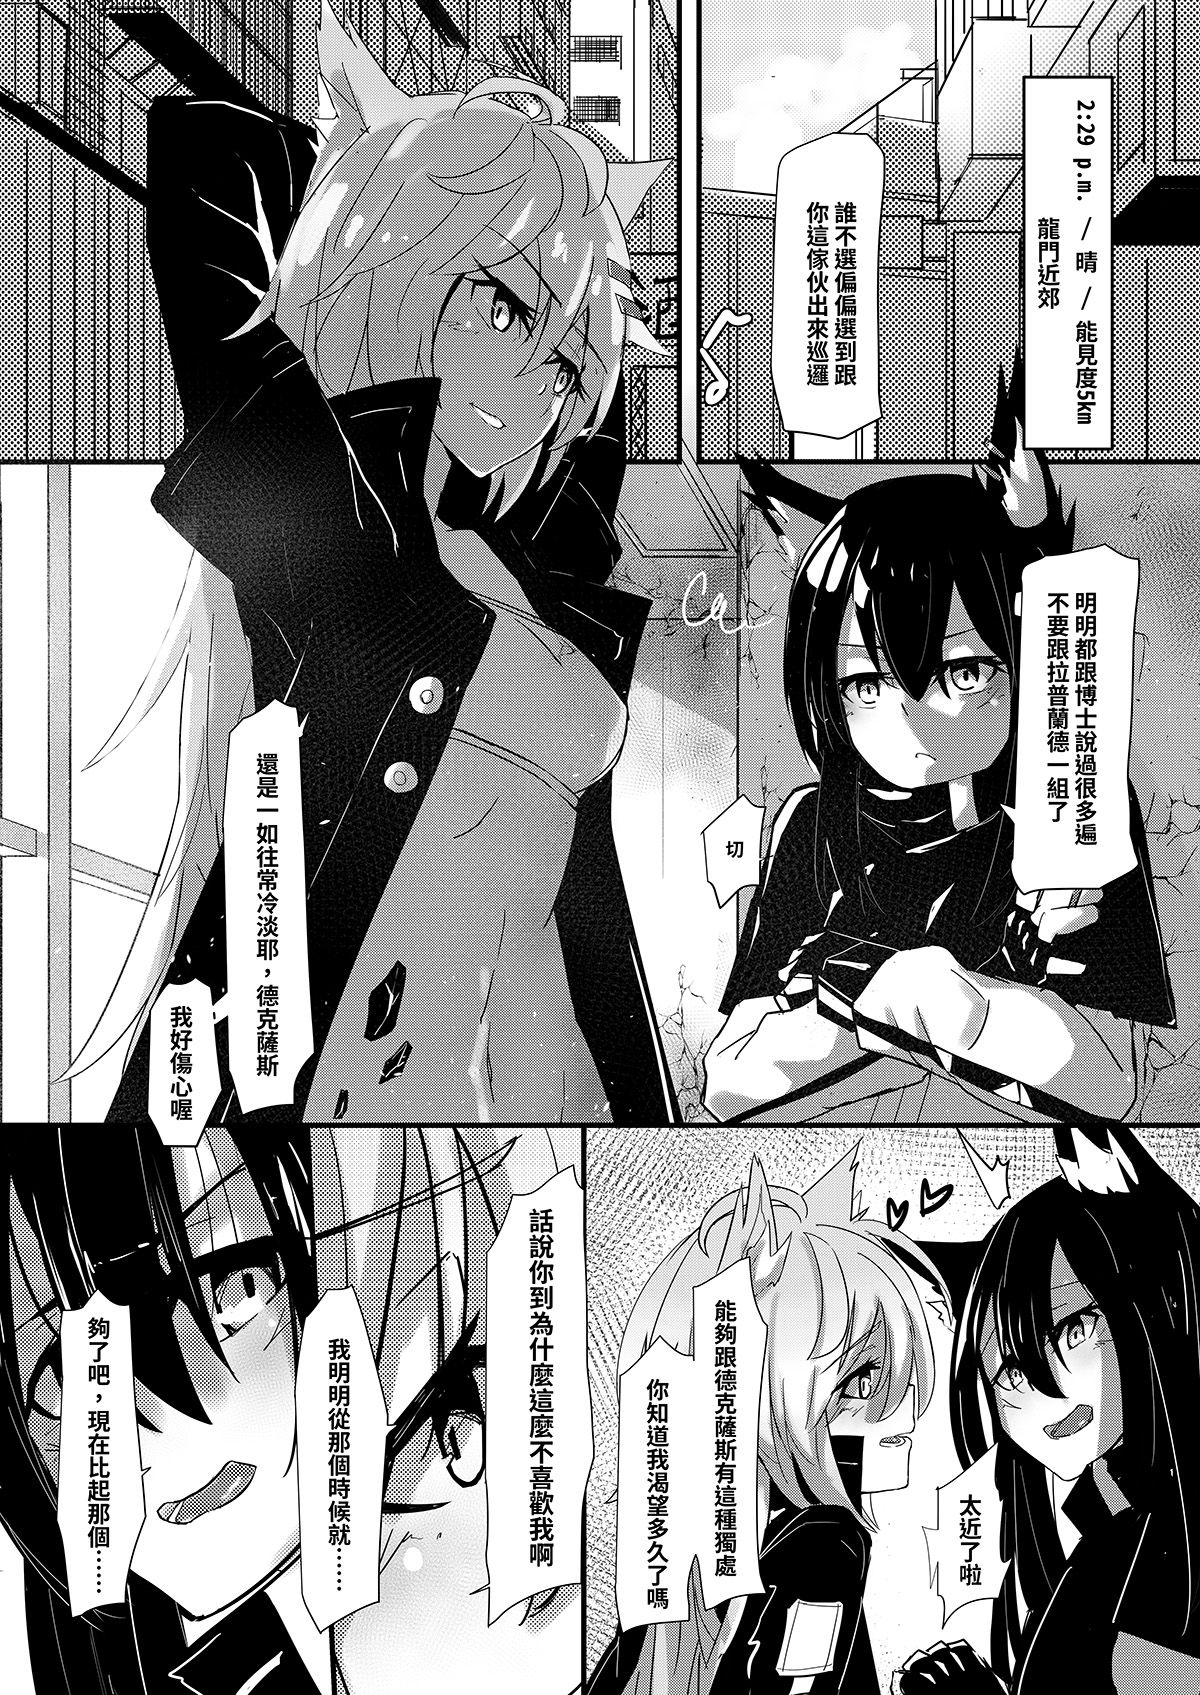 2:29 p.m. / 晴 / 能見度5km
龍門近郊
誰不選偏偏選到跟
你這傢伙出來巡邏
明明都跟博士說過很多遍
不要跟拉普蘭德一組了
切
還是一如往常冷淡耶，德克薩斯
我好傷心喔
太近了啦
能夠跟德克薩斯有這種獨處
你知道我渴望多久了嗎
話說你到為什麼這麼不喜歡我啊
我明明從那個時候就……
夠了吧，現在比起那個……